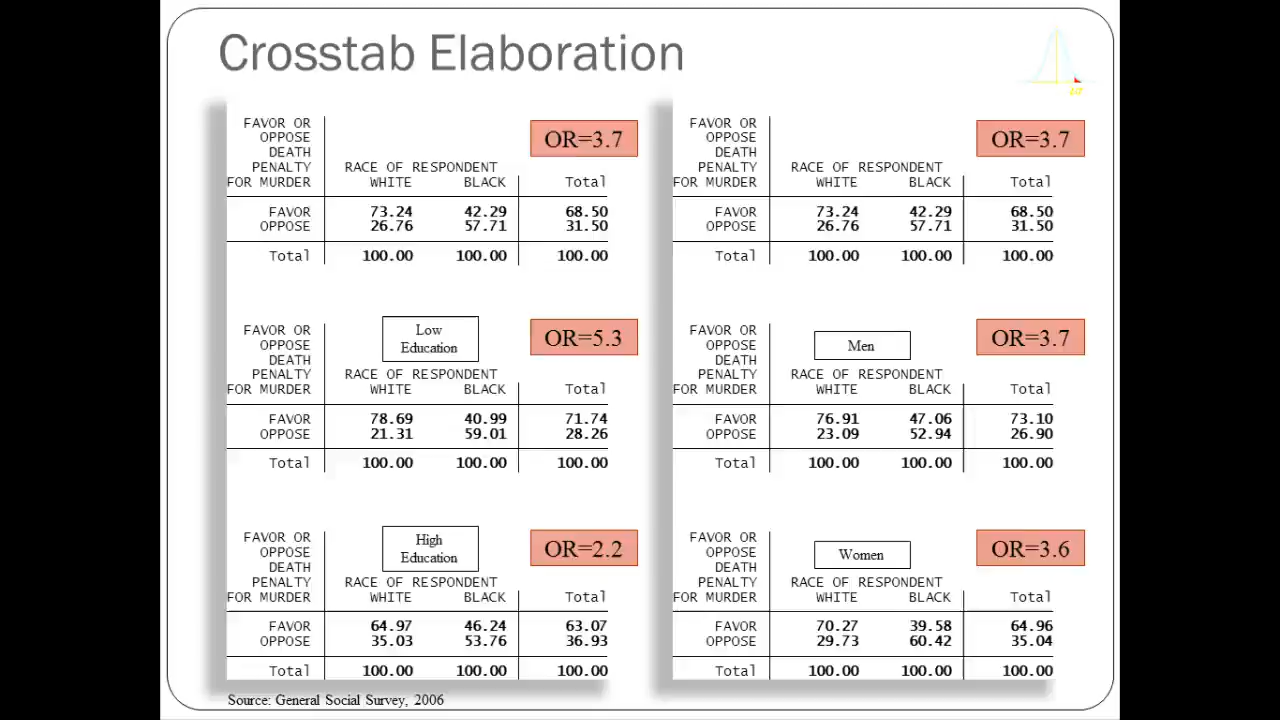 Crosstab Elaboration
FAVOR OR
OPPOSE
DEATH
PENALTY RACE OF RESPONDENT
FOR MURDER WHITE BLACK Total
FAVOR 73.24 42.29 68.50
OPPOSE 26.76 57.71 31.50
Total 100.00 100.00 100.00
OR=3.7
FAVOR OR
OPPOSE
DEATH
PENALTY RACE OF RESPONDENT
FOR MURDER WHITE BLACK Total
FAVOR 78.69 40.99 71.74
OPPOSE 21.31 59.01 28.26
Total 100.00 100.00 100.00
Low
Education
OR=5.3
FAVOR OR
OPPOSE
DEATH
PENALTY RACE OF RESPONDENT
FOR MURDER WHITE BLACK Total
FAVOR 64.97 46.24 63.07
OPPOSE 35.03 53.76 36.93
Total 100.00 100.00 100.00
High
Education
OR=2.2
FAVOR OR
OPPOSE
DEATH
PENALTY RACE OF RESPONDENT
FOR MURDER WHITE BLACK Total
FAVOR 73.24 42.29 68.50
OPPOSE 26.76 57.71 31.50
Total 100.00 100.00 100.00
OR=3.7
FAVOR OR
OPPOSE
DEATH
PENALTY RACE OF RESPONDENT
FOR MURDER WHITE BLACK Total
FAVOR 76.91 47.06 73.10
OPPOSE 23.09 52.94 26.90
Total 100.00 100.00 100.00
Men
OR=3.7
FAVOR OR
OPPOSE
DEATH
PENALTY RACE OF RESPONDENT
FOR MURDER WHITE BLACK Total
FAVOR 70.27 39.58 64.96
OPPOSE 29.73 60.42 35.04
Total 100.00 100.00 100.00
Women
OR=3.6
Source: General Social Survey, 2006